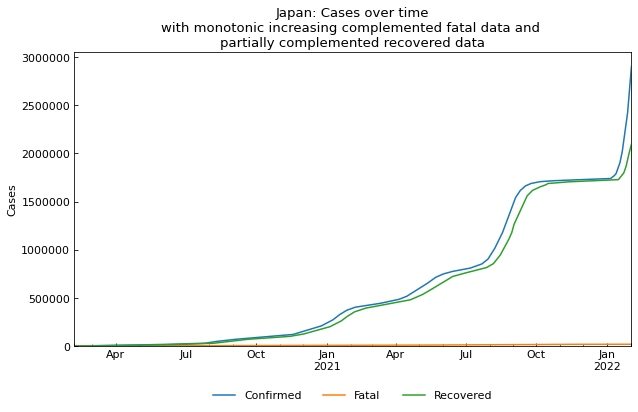 Japan: Cases over time
with monotonic increasing complemented fatal data and
partially complemented recovered data
3000000
2500000
2000000
1500000
1000000
500000
0
Cases
Apr Jul Oct Jan Apr Jul Oct Jan
2021 2022
Confirmed Fatal Recovered